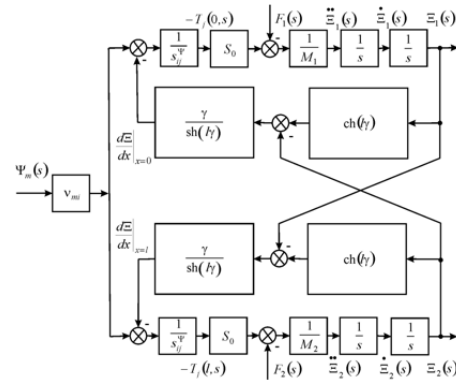 −T_j(0,s) F_1(s) Ξ̈_1(s) Ξ̇_1(s) Ξ_1(s)
- 1/s_{ij}^Ψ S_0 - 1/M_1 1/s 1/s
γ/sh(lγ) - ch(lγ)
dΞ/dx|_{x=0}
Ψ_m(s) ν_{mi}
dΞ/dx|_{x=l}
γ/sh(lγ) - ch(lγ)
- 1/s_{ij}^Ψ S_0 - 1/M_2 1/s 1/s
−T_j(l,s) F_2(s) Ξ̈_2(s) Ξ̇_2(s) Ξ_2(s)